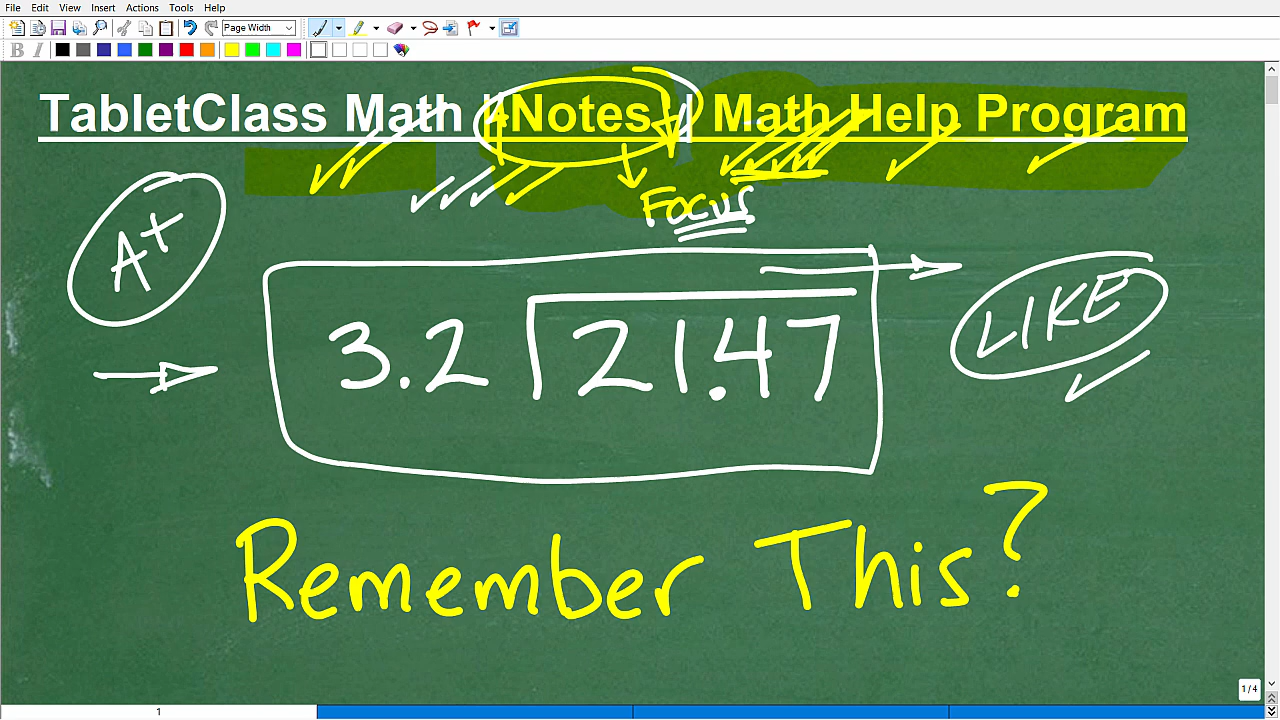 File Edit View Insert Actions Tools Help
Page Width
B I
TabletClass Math || Notes || Math Help Program
Focus
A+
3.2 21.47
LIKE
Remember This?
1/4
1